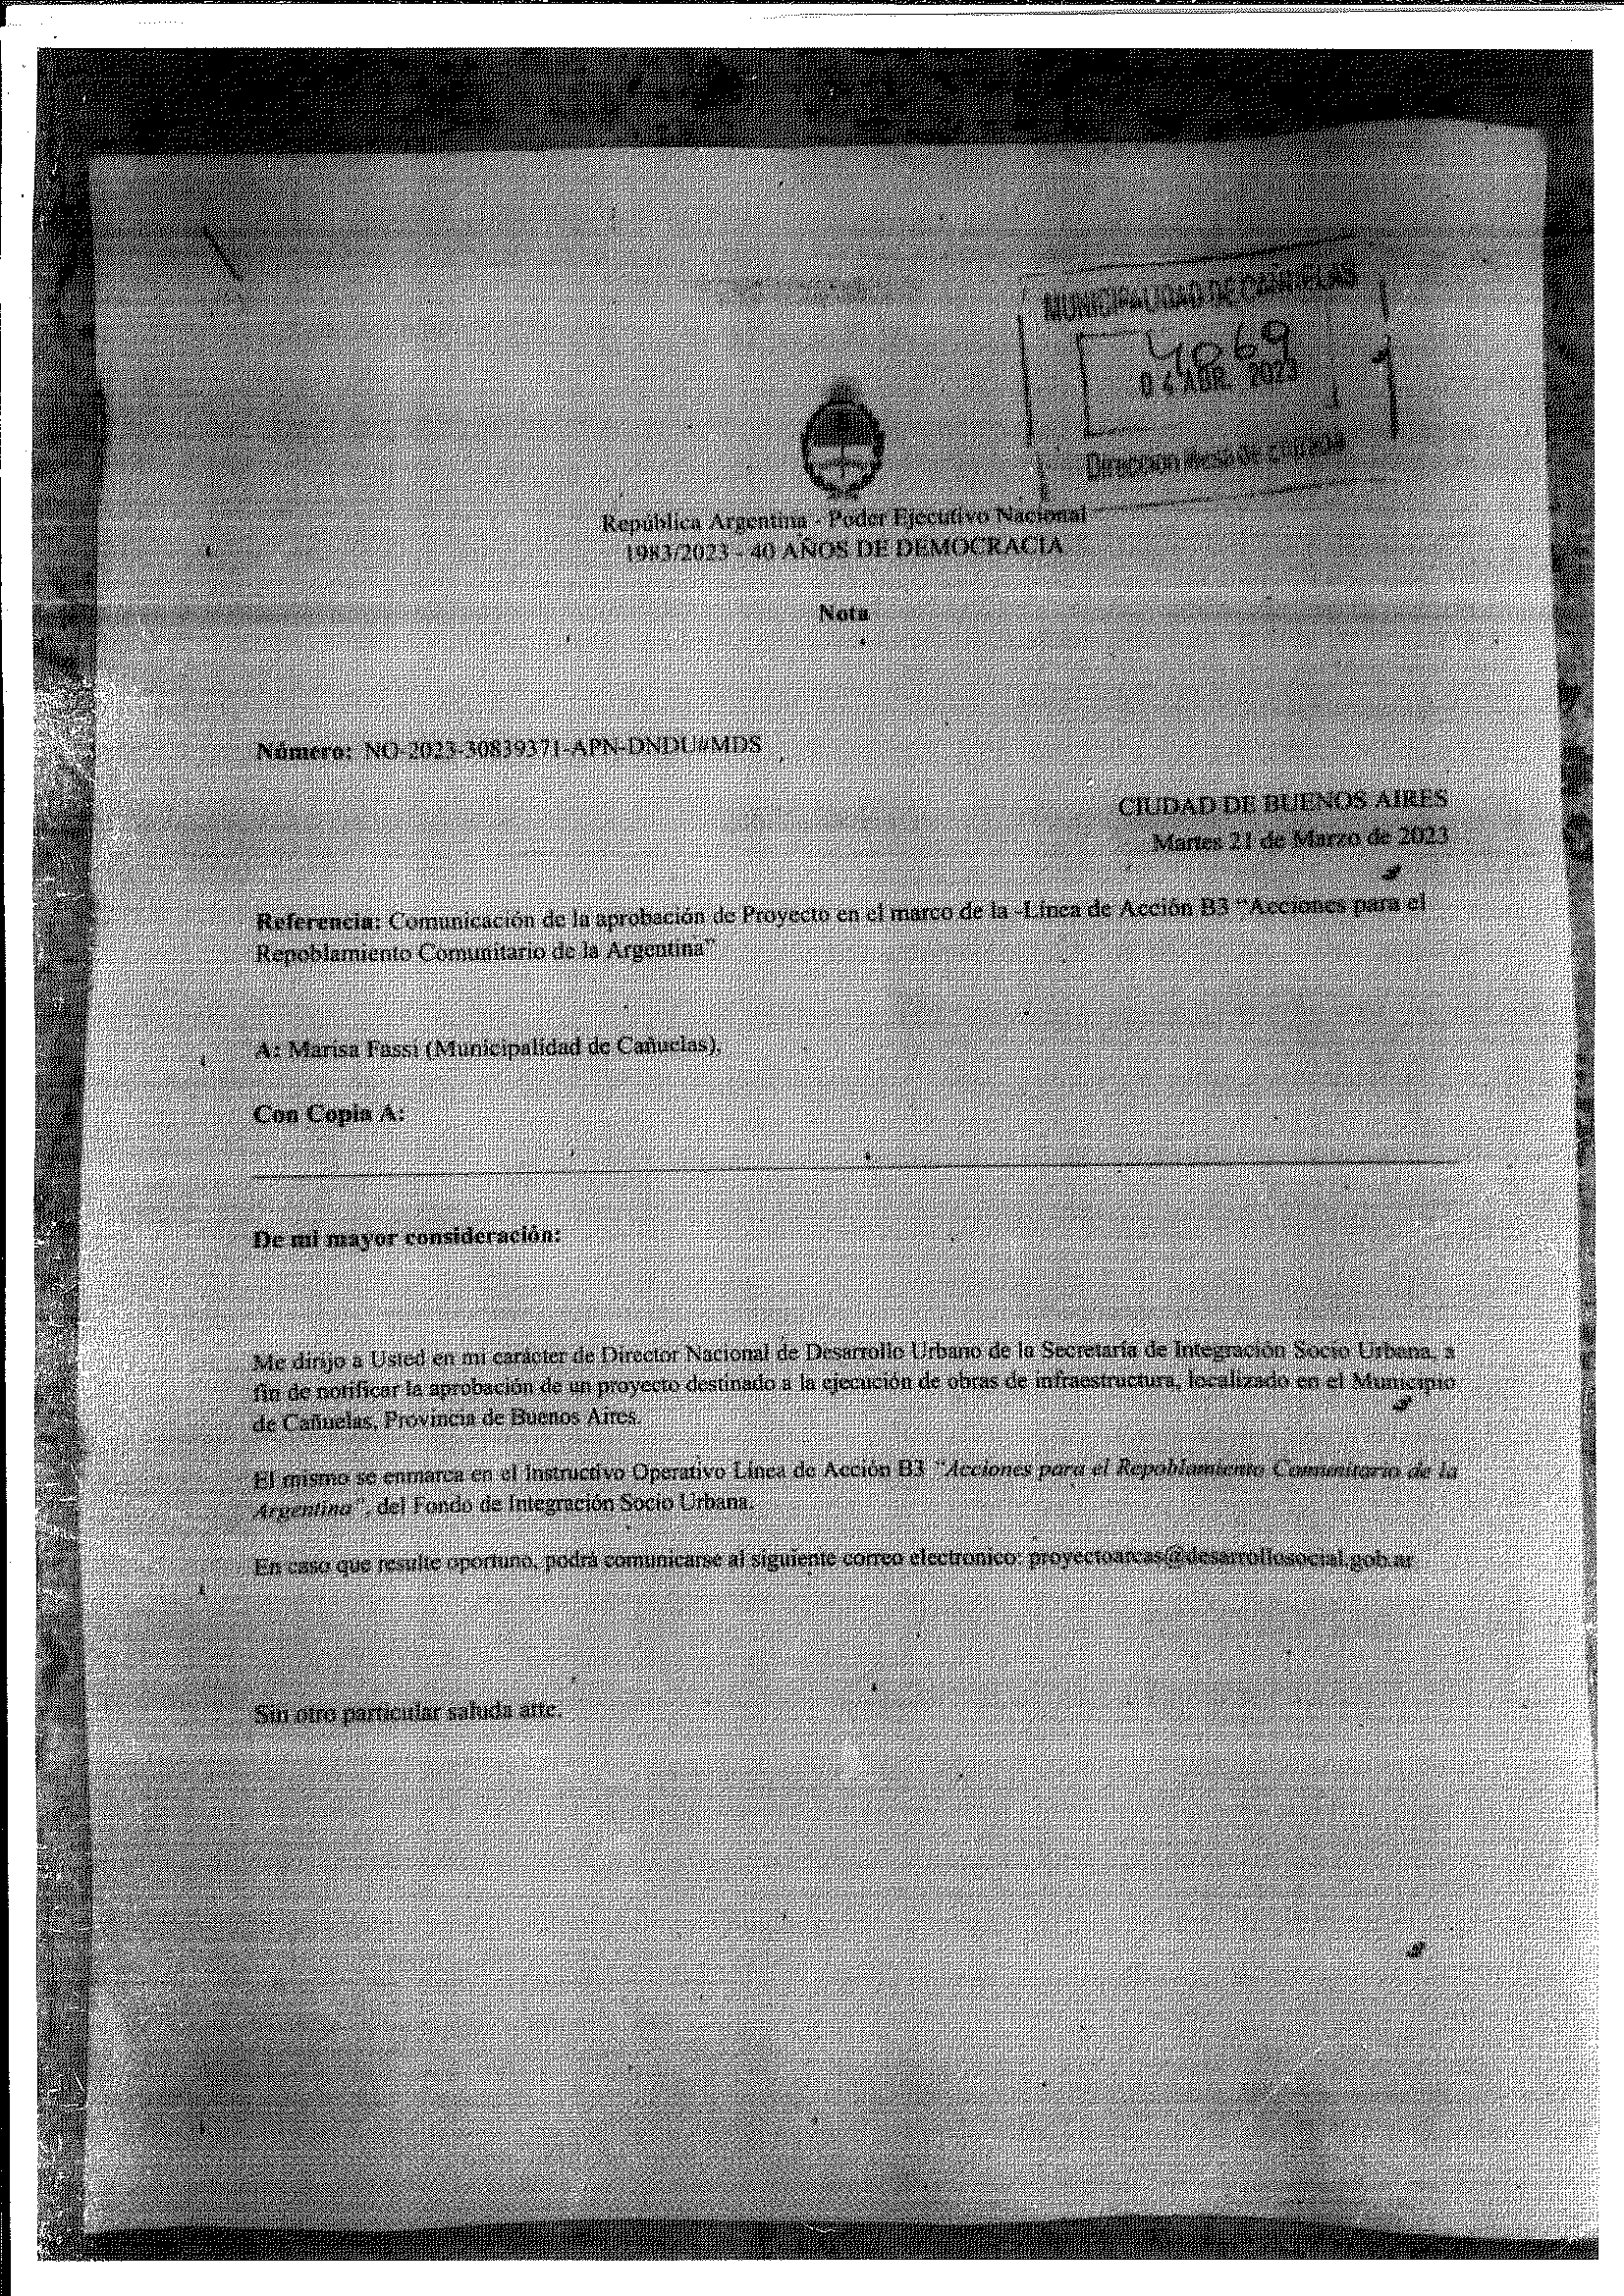 MUNICIPALIDAD DE CAÑUELAS
4069
04 ABR. 2023
Dirección Mesa de Entrada
República Argentina - Poder Ejecutivo Nacional
1983/2023 - 40 AÑOS DE DEMOCRACIA
Nota
Número: NO-2023-30839371-APN-DNDU#MDS
CIUDAD DE BUENOS AIRES
Martes 21 de Marzo de 2023
Referencia: Comunicación de la aprobación de Proyecto en el marco de la -Línea de Acción B3 “Acciones para el
Repoblamiento Comunitario de la Argentina”
A: Marisa Fassi (Municipalidad de Cañuelas),
Con Copia A:
De mi mayor consideración:
Me dirijo a Usted en mi carácter de Director Nacional de Desarrollo Urbano de la Secretaría de Integración Socio Urbana, a
fin de notificar la aprobación de un proyecto destinado a la ejecución de obras de infraestructura, localizado en el Municipio
de Cañuelas, Provincia de Buenos Aires.
El mismo se enmarca en el Instructivo Operativo Línea de Acción B3 “Acciones para el Repoblamiento Comunitario de la
Argentina”, del Fondo de Integración Socio Urbana.
En caso que resulte oportuno, podrá comunicarse al siguiente correo electrónico: proyectoarcas@desarrollosocial.gob.ar
Sin otro particular saluda atte.